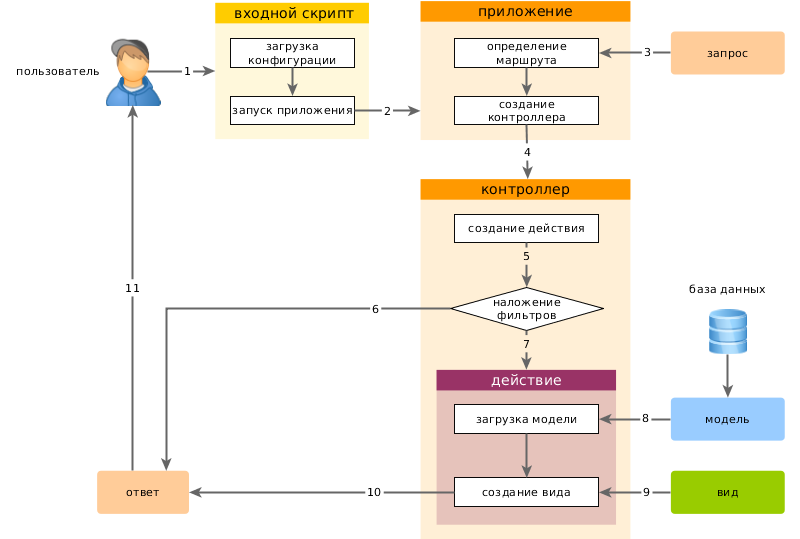 входной скрипт
приложение
загрузка
конфигурации
определение
маршрута
3
запрос
пользователь
1
запуск приложения
2
создание
контроллера
4
контроллер
создание действия
5
база данных
наложение
фильтров
6
7
11
действие
загрузка модели
8
модель
ответ
10
создание вида
9
вид